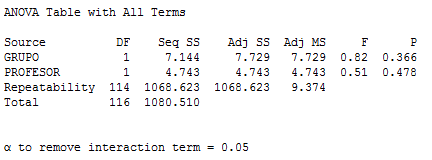 ANOVA Table with All Terms
Source DF Seq SS Adj SS Adj MS F P
GRUPO 1 7.144 7.729 7.729 0.82 0.366
PROFESOR 1 4.743 4.743 4.743 0.51 0.478
Repeatability 114 1068.623 1068.623 9.374
Total 116 1080.510
α to remove interaction term = 0.05